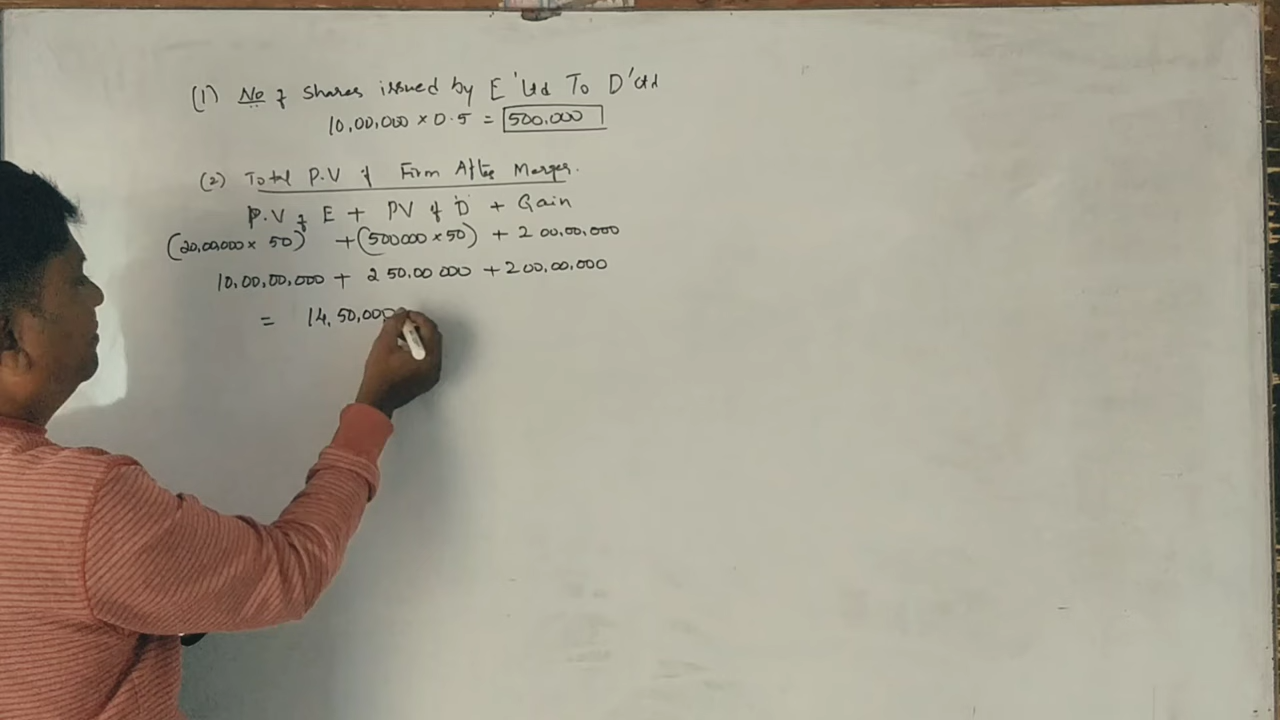 (1) No of shares issued by E'Ltd To D'Ltd
10,00,000 × 0.5 = 500,000
(2) Total P.V of Firm After Merger.
P.V of E + PV of D + Gain
(20,00,000 × 50) + (500000 × 50) + 2 00,00,000
10,00,00,000 + 2 50,00 000 + 200,00,000
= 14,50,000